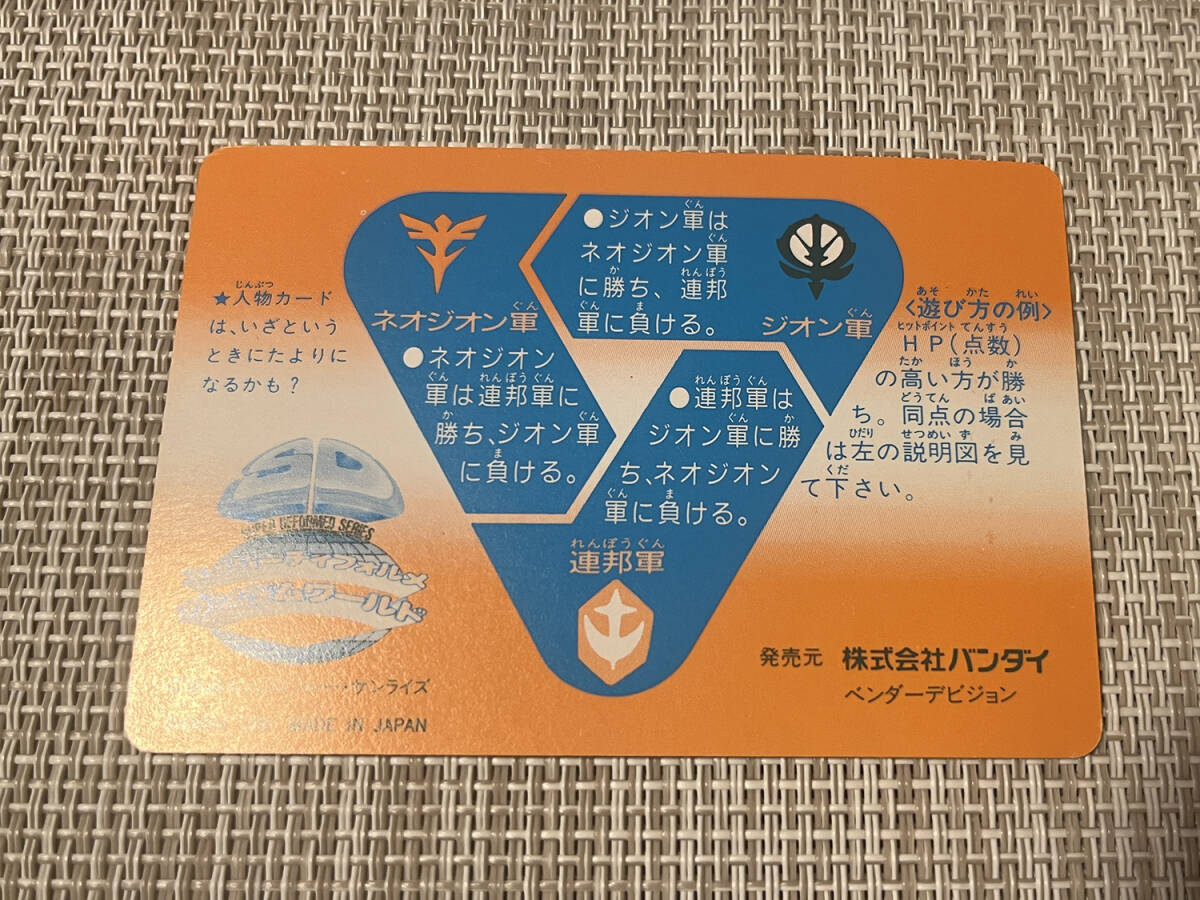 ★人物カード
は、いざという
ときにたよりに
なるかも?
SUPER DEFORMED SERIES
ネオジオン軍
●ネオジオン
軍は連邦軍に
勝ち、ジオン軍
に負ける。
●ジオン軍は
ネオジオン軍
に勝ち、連邦
軍に負ける。
ジオン軍
●連邦軍は
ジオン軍に勝
ち、ネオジオン
軍に負ける。
連邦軍
<遊び方の例>
HP(点数)
の高い方が勝
ち。同点の場合
は左の説明図を見
て下さい。
MADE IN JAPAN
発売元 株式会社バンダイ
ベンダーデビジョン